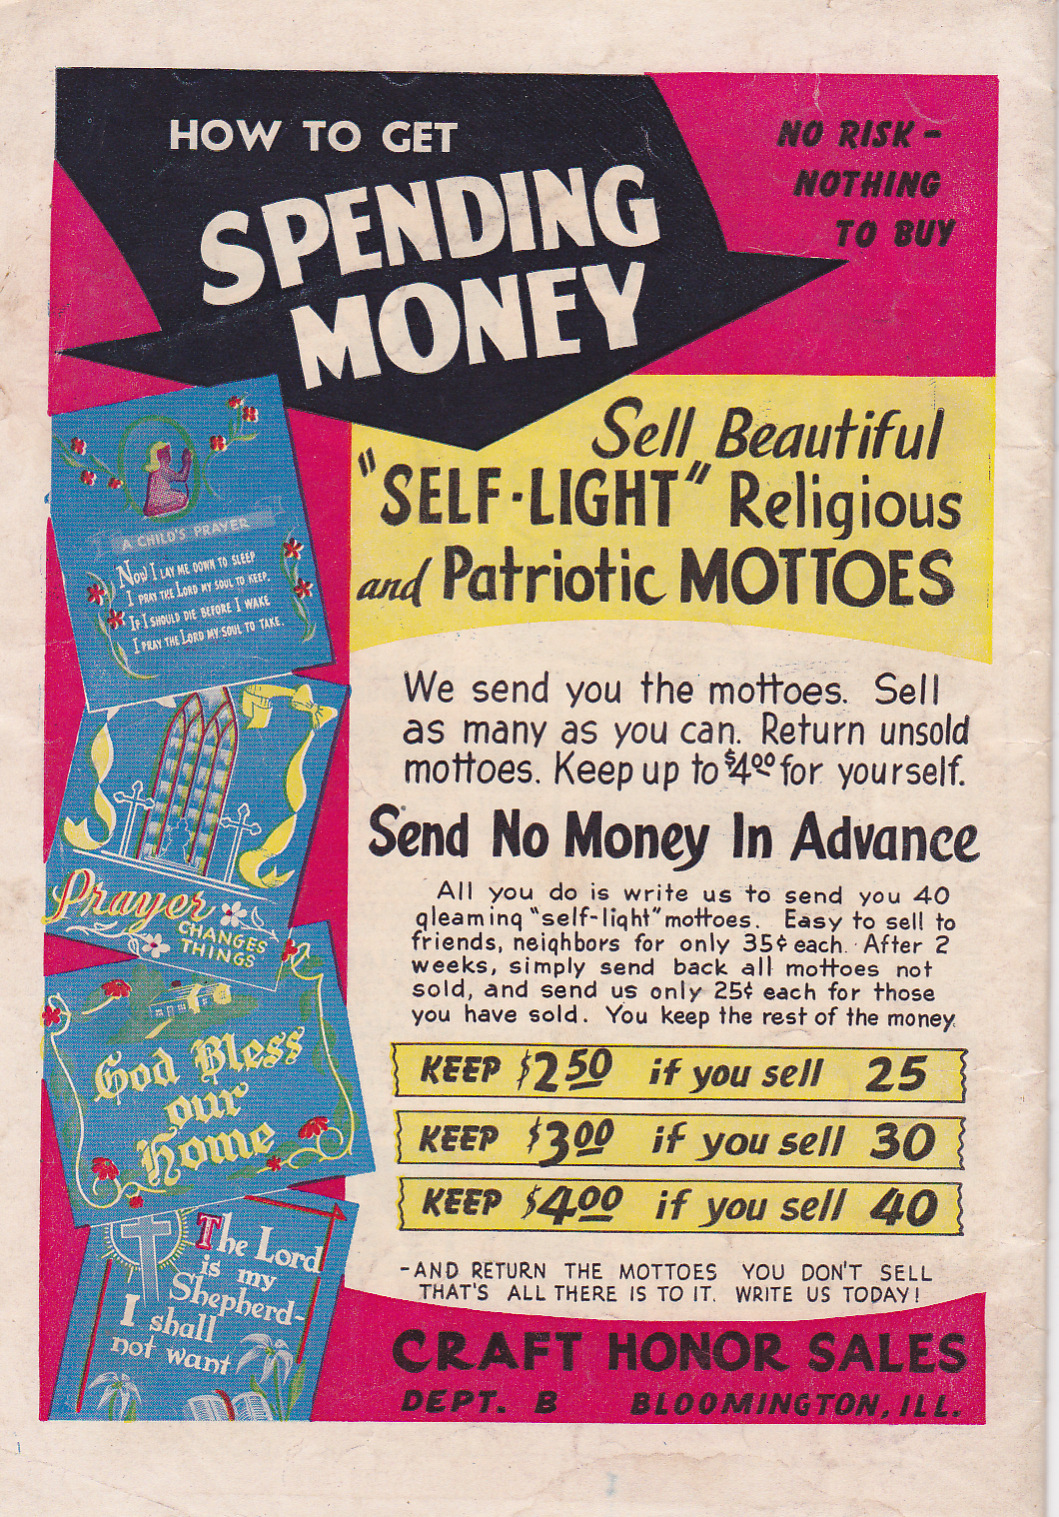 HOW TO GET
SPENDING
MONEY
NO RISK –
NOTHING
TO BUY
Sell Beautiful
"SELF-LIGHT" Religious
and Patriotic MOTTOES
A CHILD'S PRAYER
NOW I LAY ME DOWN TO SLEEP
I PRAY THE LORD MY SOUL TO KEEP.
IF I SHOULD DIE BEFORE I WAKE
I PRAY THE LORD MY SOUL TO TAKE.
Prayer
CHANGES
THINGS
God Bless
our
Home
The Lord
is my
Shepherd-
I shall
not want
We send you the mottoes. Sell
as many as you can. Return unsold
mottoes. Keep up to $4.00 for yourself.
Send No Money In Advance
All you do is write us to send you 40
gleaming "self-light" mottoes. Easy to sell to
friends, neighbors for only 35¢ each. After 2
weeks, simply send back all mottoes not
sold, and send us only 25¢ each for those
you have sold. You keep the rest of the money.
KEEP $2.50 if you sell 25
KEEP $3.00 if you sell 30
KEEP $4.00 if you sell 40
-AND RETURN THE MOTTOES YOU DON'T SELL
THAT'S ALL THERE IS TO IT. WRITE US TODAY!
CRAFT HONOR SALES
DEPT. B BLOOMINGTON, ILL.